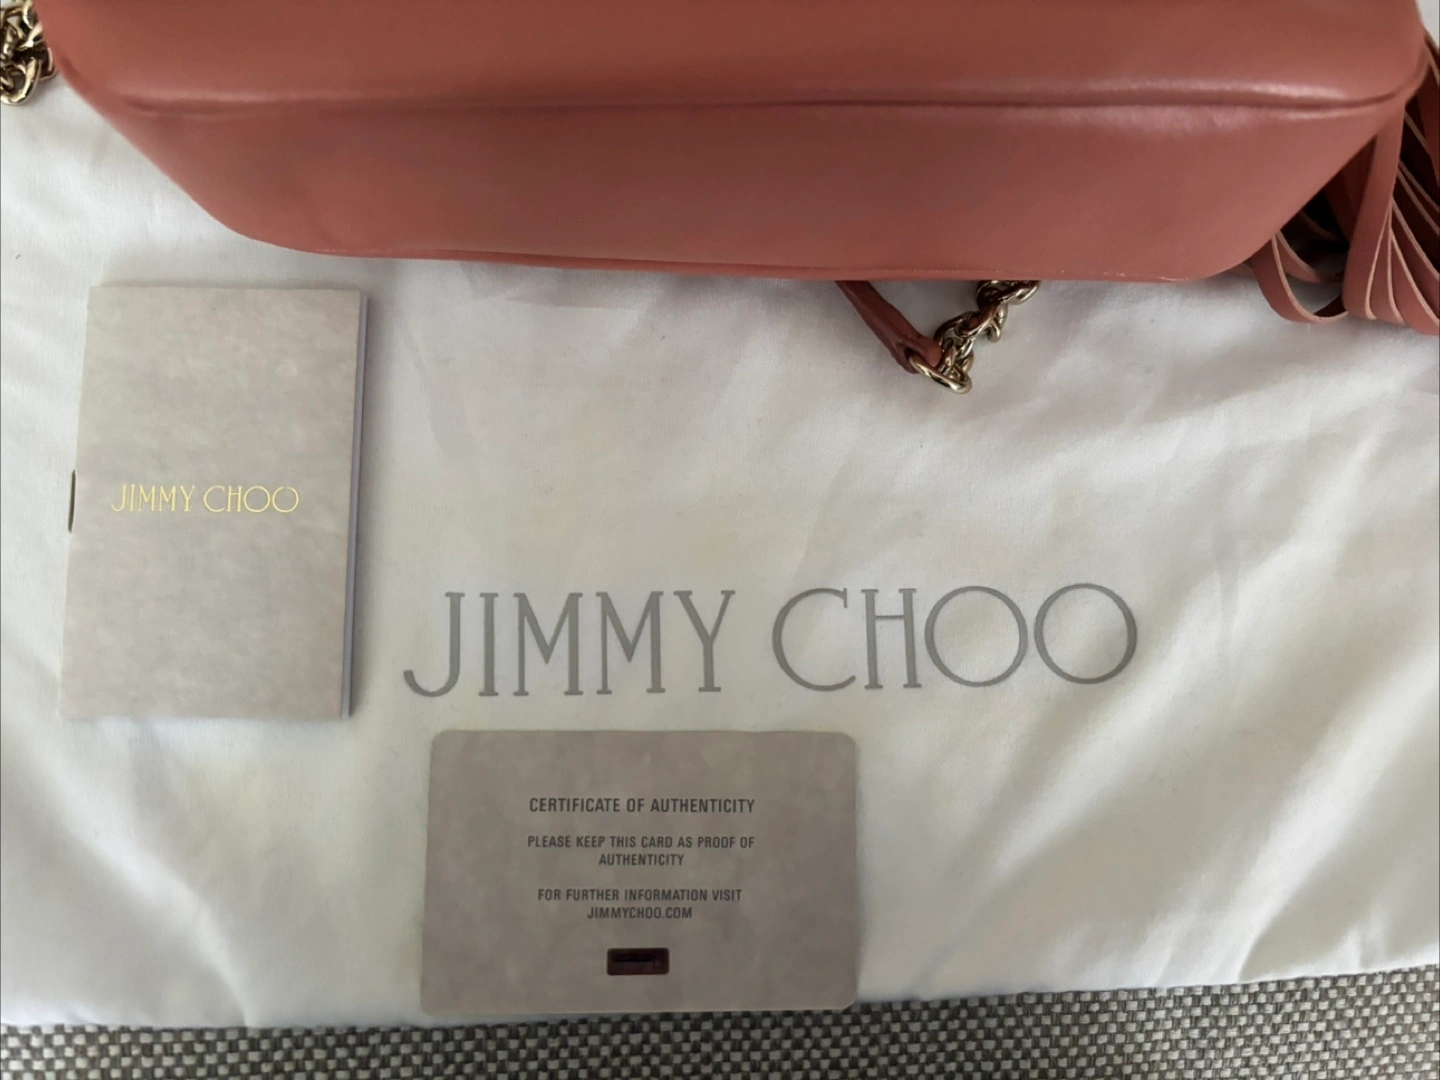 JIMMY CHOO
JIMMY CHOO
CERTIFICATE OF AUTHENTICITY
PLEASE KEEP THIS CARD AS PROOF OF
AUTHENTICITY
FOR FURTHER INFORMATION VISIT
JIMMYCHOO.COM